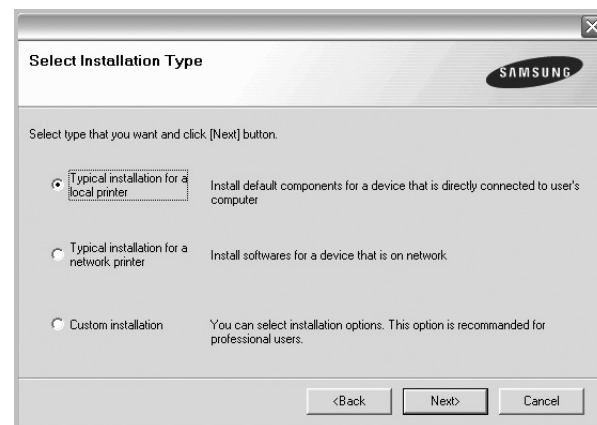 Select Installation Type
SAMSUNG
Select type that you want and click [Next] button.
Typical installation for a
local printer
Install default components for a device that is directly connected to user's
computer
Typical installation for a
network printer
Install softwares for a device that is on network
Custom installation
You can select installation options. This option is recommanded for
professional users.
<Back
Next>
Cancel